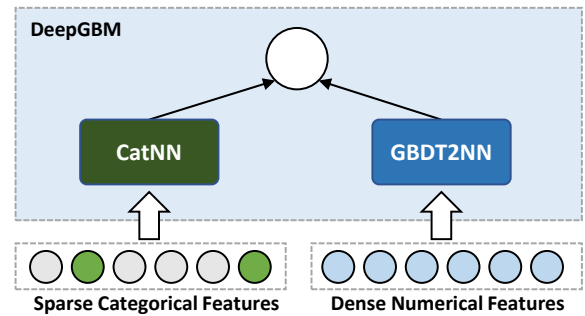 DeepGBM
CatNN
GBDT2NN
Sparse Categorical Features
Dense Numerical Features